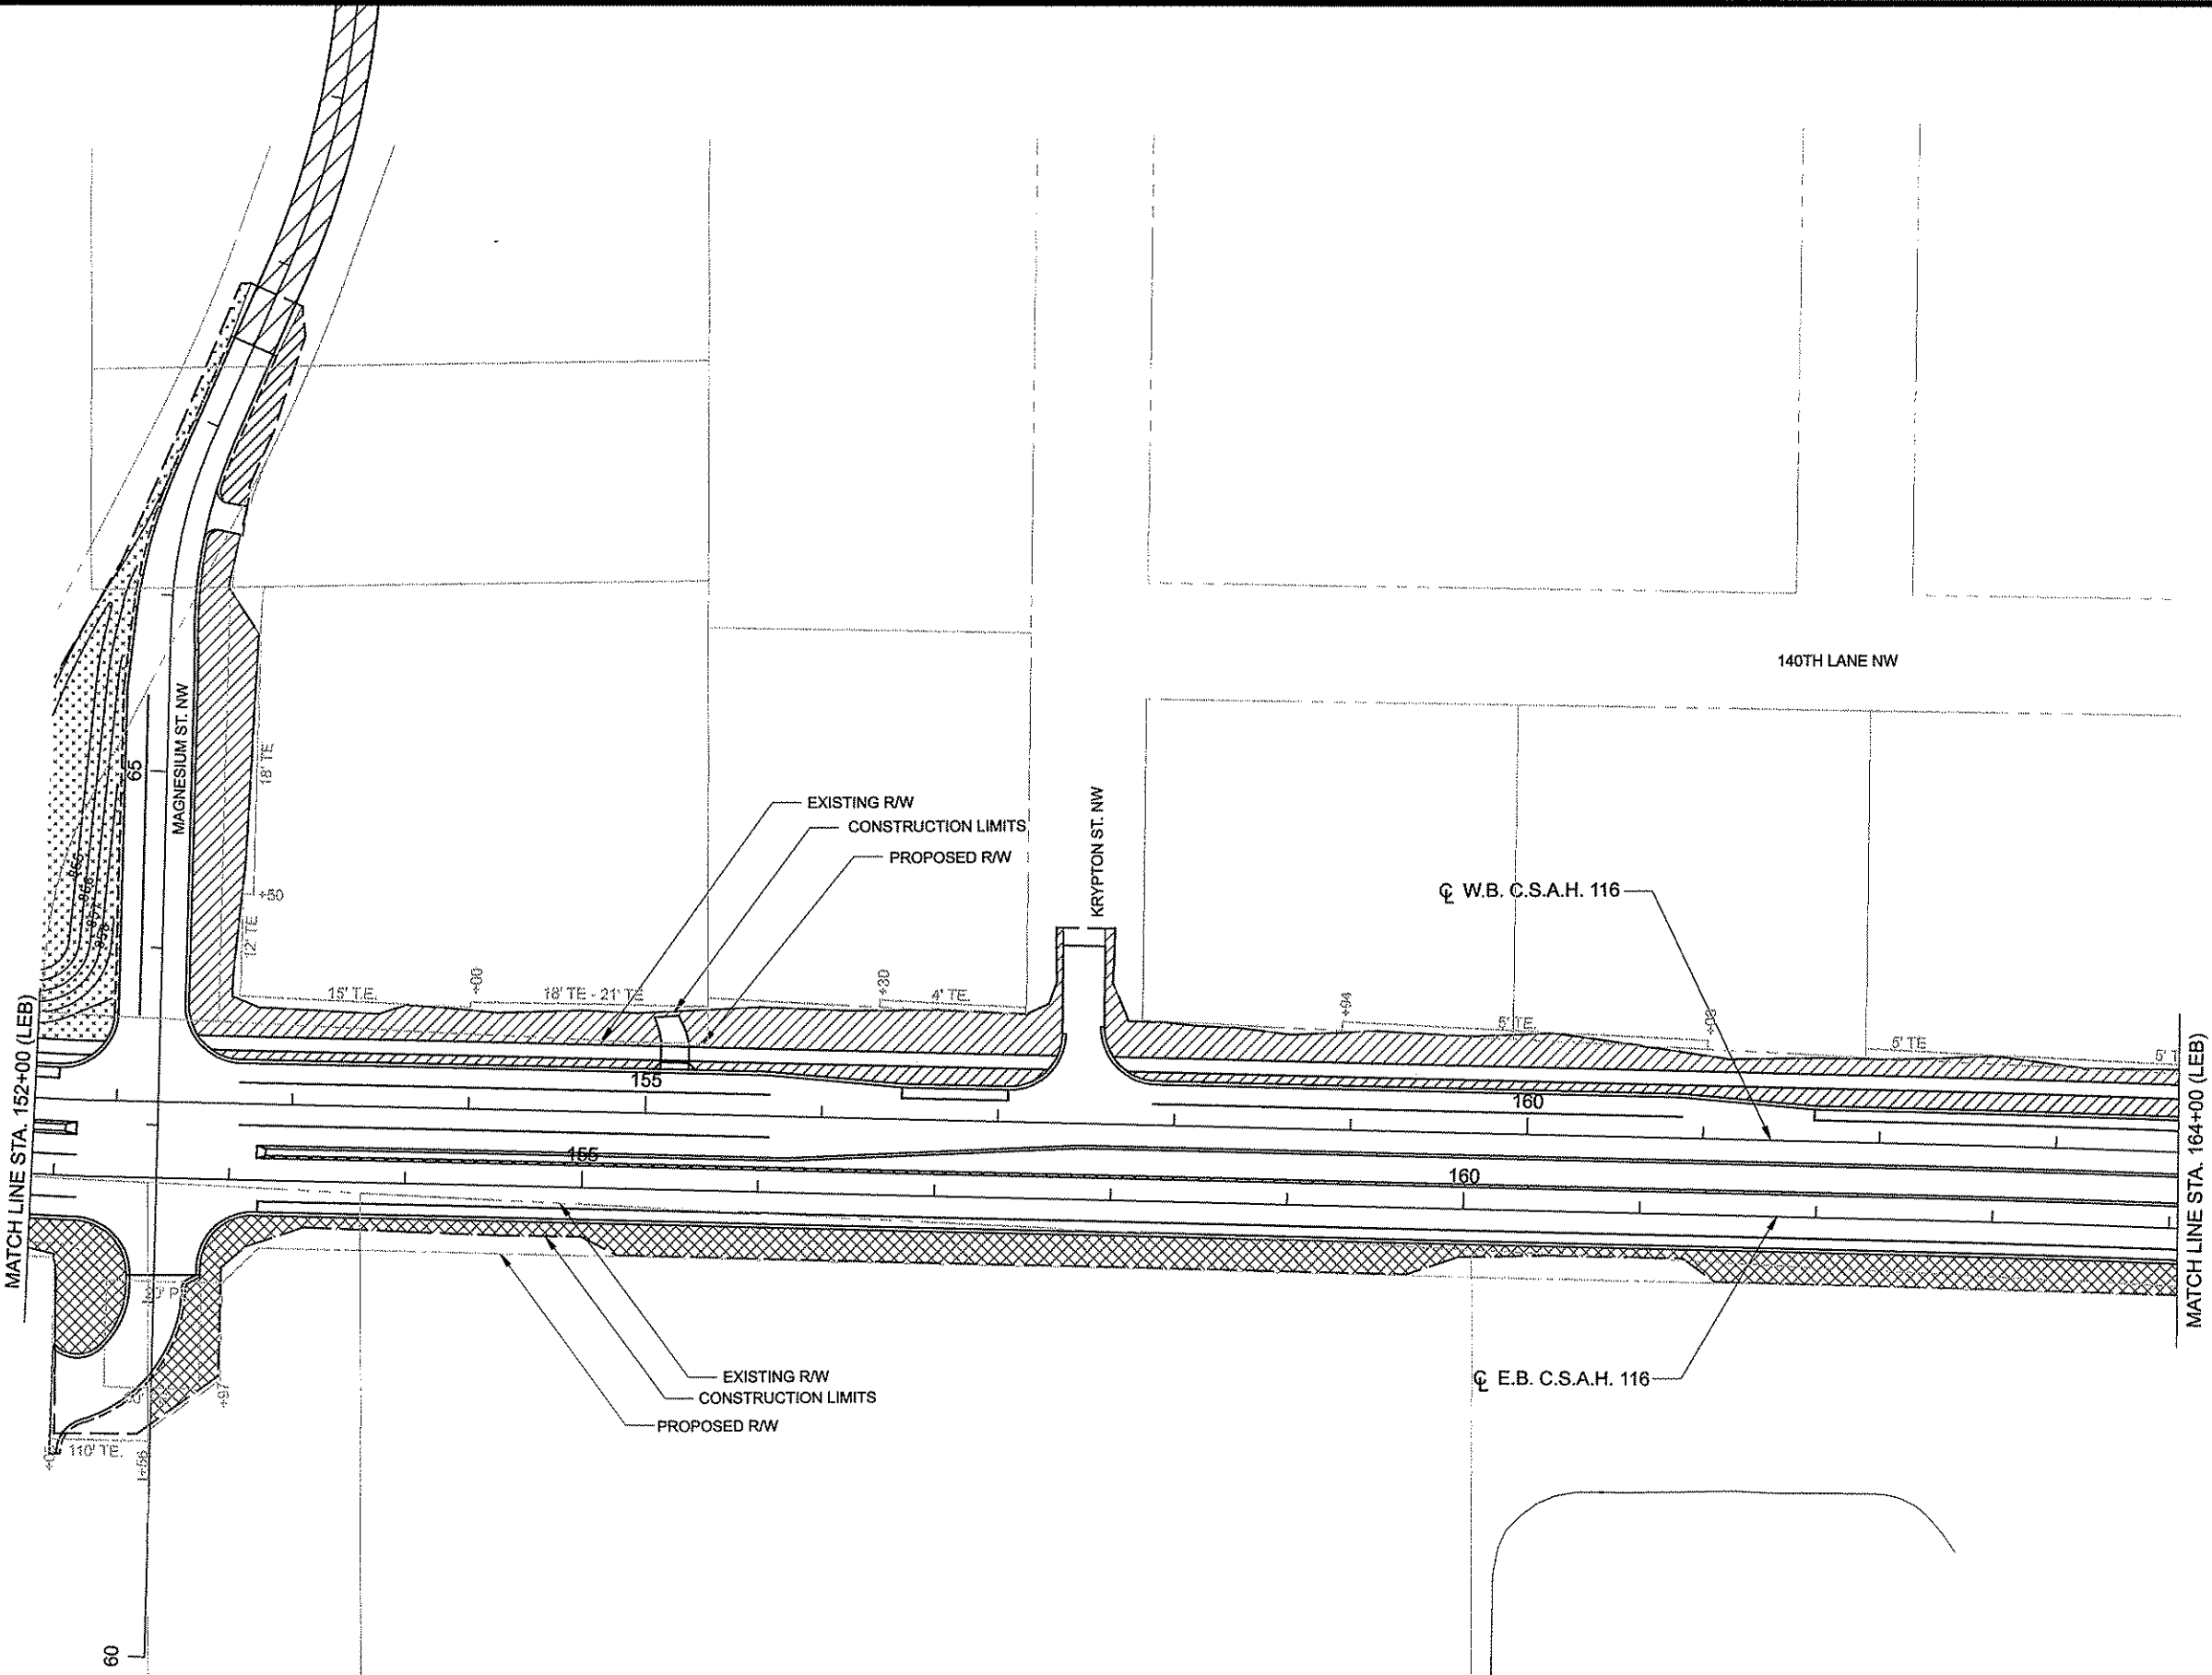 140TH LANE NW
MAGNESIUM ST. NW
65
18' TE
EXISTING R/W
CONSTRUCTION LIMITS
PROPOSED R/W
KRYPTON ST. NW
℄ W.B. C.S.A.H. 116
+50
12' TE
858
15' T.E.
+00
18' TE - 21' TE
+30
4' TE
+94
5' TE
5' TE
MATCH LINE STA. 152+00 (LEB)
MATCH LINE STA. 164+00 (LEB)
155
160
155
160
EXISTING R/W
CONSTRUCTION LIMITS
PROPOSED R/W
℄ E.B. C.S.A.H. 116
+97
110' TE.
1+56
60